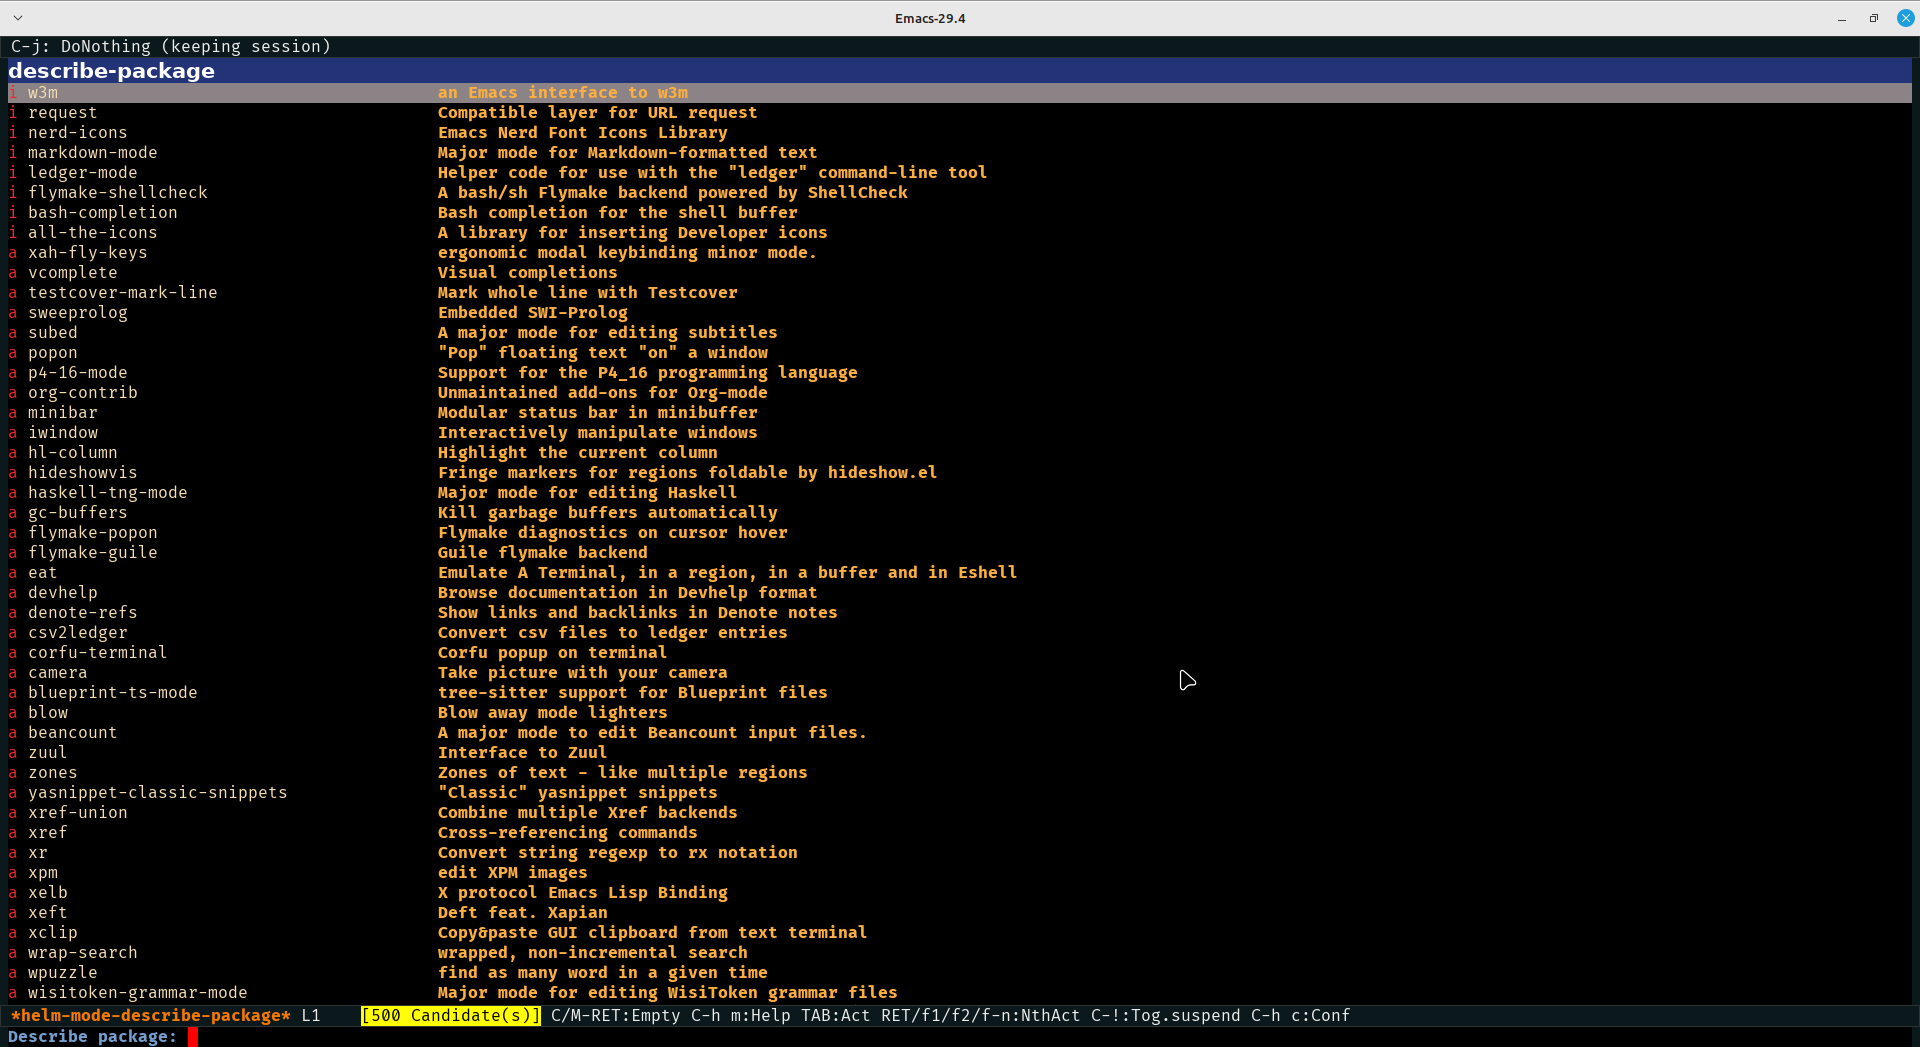 Emacs-29.4
C-j: DoNothing (keeping session)
describe-package
i w3m an Emacs interface to w3m
i request Compatible layer for URL request
i nerd-icons Emacs Nerd Font Icons Library
i markdown-mode Major mode for Markdown-formatted text
i ledger-mode Helper code for use with the "ledger" command-line tool
i flymake-shellcheck A bash/sh Flymake backend powered by ShellCheck
i bash-completion Bash completion for the shell buffer
i all-the-icons A library for inserting Developer icons
a xah-fly-keys ergonomic modal keybinding minor mode.
a vcomplete Visual completions
a testcover-mark-line Mark whole line with Testcover
a sweeprolog Embedded SWI-Prolog
a subed A major mode for editing subtitles
a popon "Pop" floating text "on" a window
a p4-16-mode Support for the P4_16 programming language
a org-contrib Unmaintained add-ons for Org-mode
a minibar Modular status bar in minibuffer
a iwindow Interactively manipulate windows
a hl-column Highlight the current column
a hideshowvis Fringe markers for regions foldable by hideshow.el
a haskell-tng-mode Major mode for editing Haskell
a gc-buffers Kill garbage buffers automatically
a flymake-popon Flymake diagnostics on cursor hover
a flymake-guile Guile flymake backend
a eat Emulate A Terminal, in a region, in a buffer and in Eshell
a devhelp Browse documentation in Devhelp format
a denote-refs Show links and backlinks in Denote notes
a csv2ledger Convert csv files to ledger entries
a corfu-terminal Corfu popup on terminal
a camera Take picture with your camera
a blueprint-ts-mode tree-sitter support for Blueprint files
a blow Blow away mode lighters
a beancount A major mode to edit Beancount input files.
a zuul Interface to Zuul
a zones Zones of text - like multiple regions
a yasnippet-classic-snippets "Classic" yasnippet snippets
a xref-union Combine multiple Xref backends
a xref Cross-referencing commands
a xr Convert string regexp to rx notation
a xpm edit XPM images
a xelb X protocol Emacs Lisp Binding
a xeft Deft feat. Xapian
a xclip Copy&paste GUI clipboard from text terminal
a wrap-search wrapped, non-incremental search
a wpuzzle find as many word in a given time
a wisitoken-grammar-mode Major mode for editing WisiToken grammar files
*helm-mode-describe-package* L1 [500 Candidate(s)] C/M-RET:Empty C-h m:Help TAB:Act RET/f1/f2/f-n:NthAct C-!:Tog.suspend C-h c:Conf
Describe package: